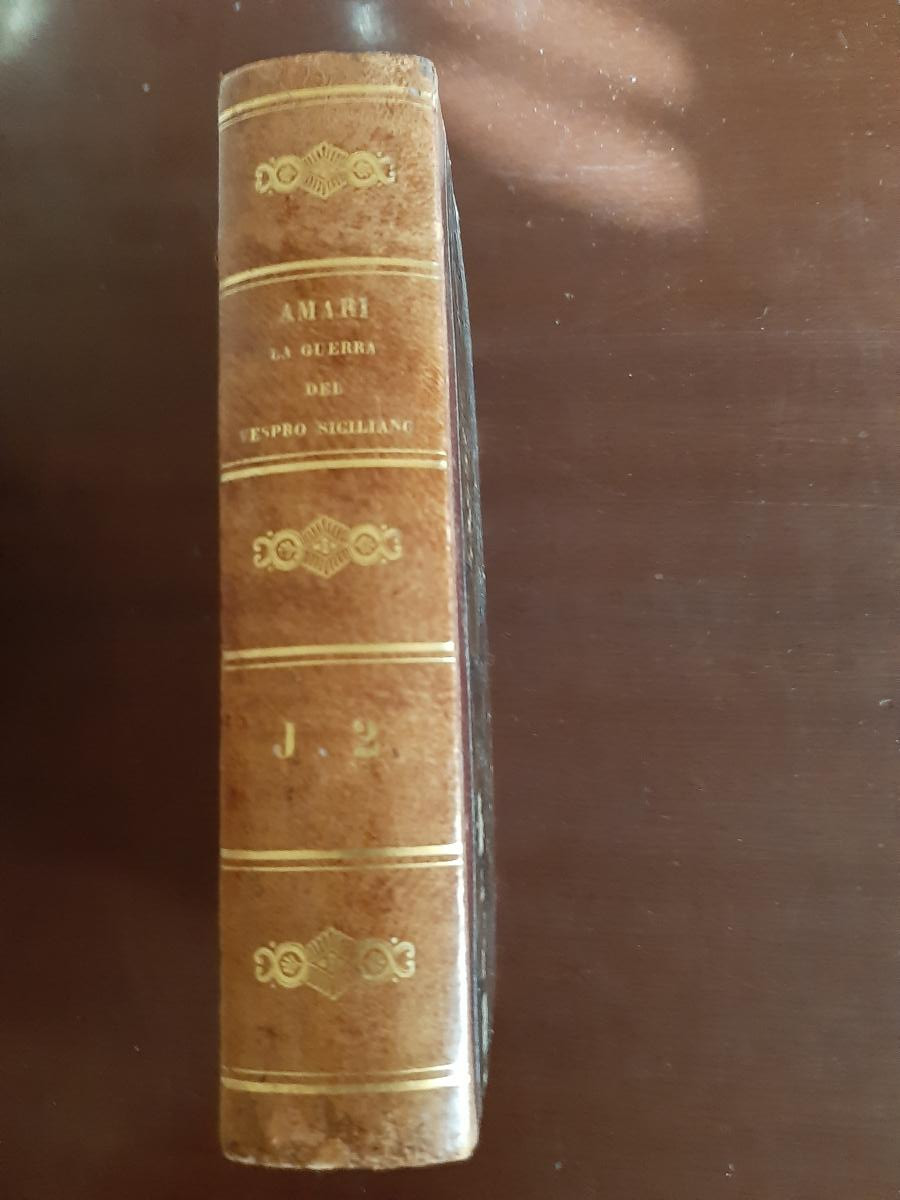 AMARI
LA GUERRA
DEL
VESPRO SICILIANO
J . 2